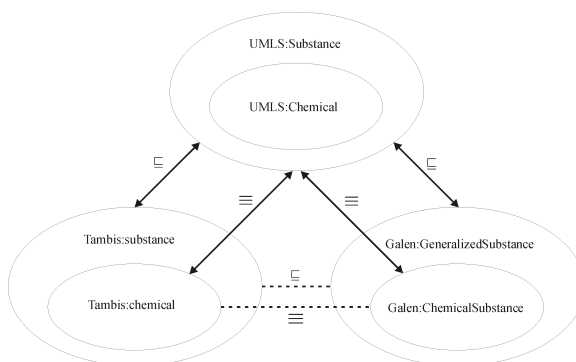 UMLS:Substance
UMLS:Chemical
⊑
⊑
≡
≡
Tambis:substance
Galen:GeneralizedSubstance
⊑
Tambis:chemical
Galen:ChemicalSubstance
≡